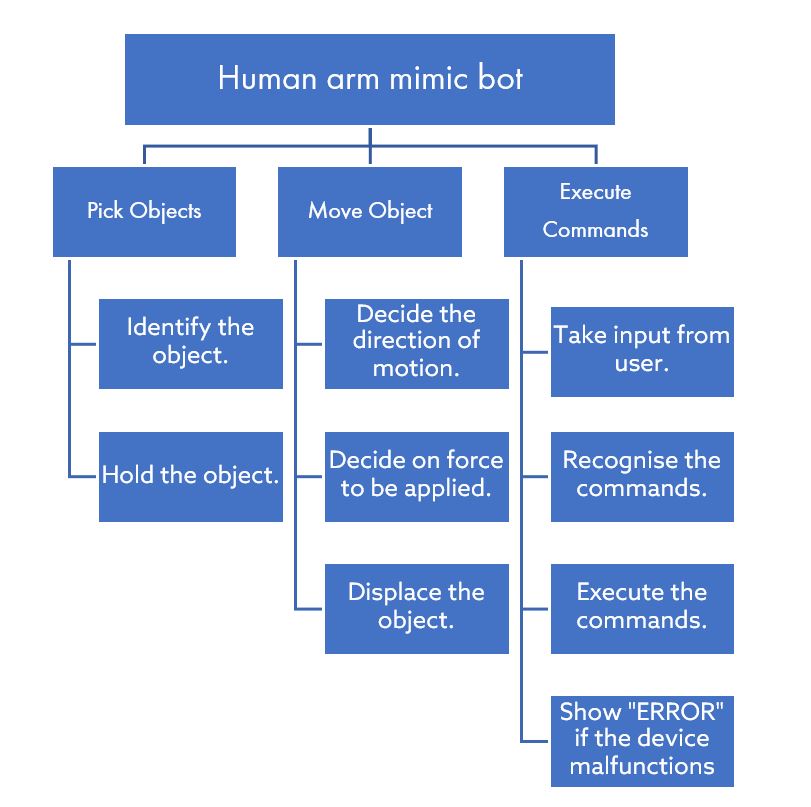 Human arm mimic bot
Pick Objects
Identify the
object.
Hold the object.
Move Object
Decide the
direction of
motion.
Decide on force
to be applied.
Displace the
object.
Execute
Commands
Take input from
user.
Recognise the
commands.
Execute the
commands.
Show "ERROR"
if the device
malfunctions